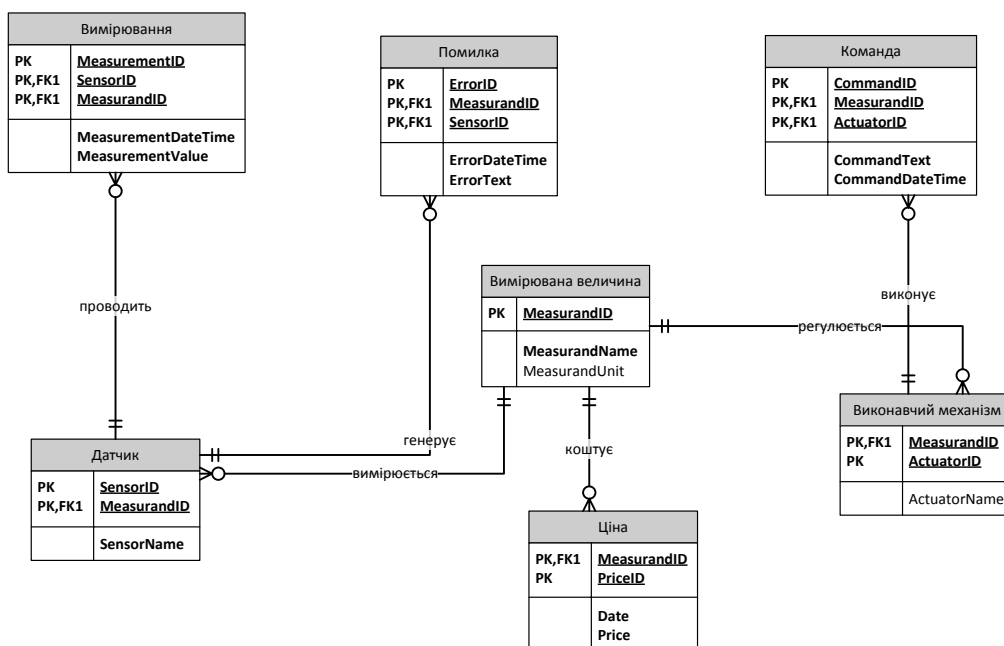 Вимірювання
PK MeasurementID
PK,FK1 SensorID
PK,FK1 MeasurandID
MeasurementDateTime
MeasurementValue
Помилка
PK ErrorID
PK,FK1 MeasurandID
PK,FK1 SensorID
ErrorDateTime
ErrorText
Команда
PK CommandID
PK,FK1 MeasurandID
PK,FK1 ActuatorID
CommandText
CommandDateTime
проводить
Вимірювана величина
PK MeasurandID
MeasurandName
MeasurandUnit
виконує
регулюється
Датчик
PK SensorID
PK,FK1 MeasurandID
SensorName
генерує
вимірюється
коштує
Виконавчий механізм
PK,FK1 MeasurandID
PK ActuatorID
ActuatorName
Ціна
PK,FK1 MeasurandID
PK PriceID
Date
Price